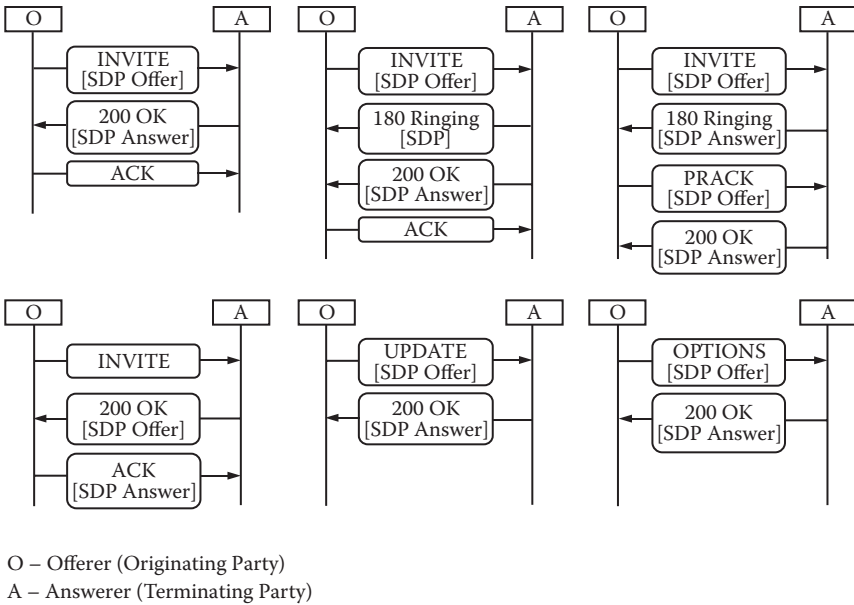 O A
INVITE
[SDP Offer]
200 OK
[SDP Answer]
ACK
O A
INVITE
[SDP Offer]
180 Ringing
[SDP]
200 OK
[SDP Answer]
ACK
O A
INVITE
[SDP Offer]
180 Ringing
[SDP Answer]
PRACK
[SDP Offer]
200 OK
[SDP Answer]
O A
INVITE
200 OK
[SDP Offer]
ACK
[SDP Answer]
O A
UPDATE
[SDP Offer]
200 OK
[SDP Answer]
O A
OPTIONS
[SDP Offer]
200 OK
[SDP Answer]
O – Offerer (Originating Party)
A – Answerer (Terminating Party)